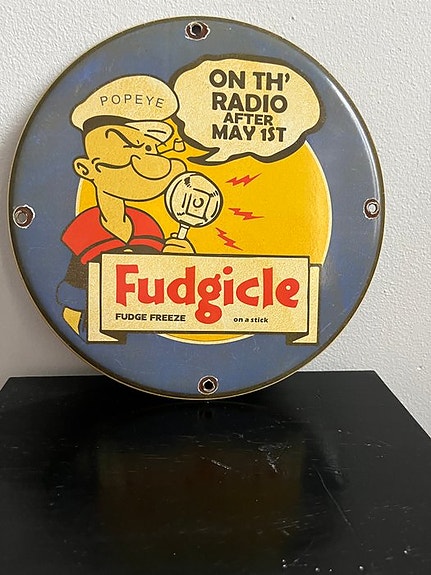 POPEYE
ON TH'
RADIO
AFTER
MAY 1ST
Fudgicle
FUDGE FREEZE on a stick